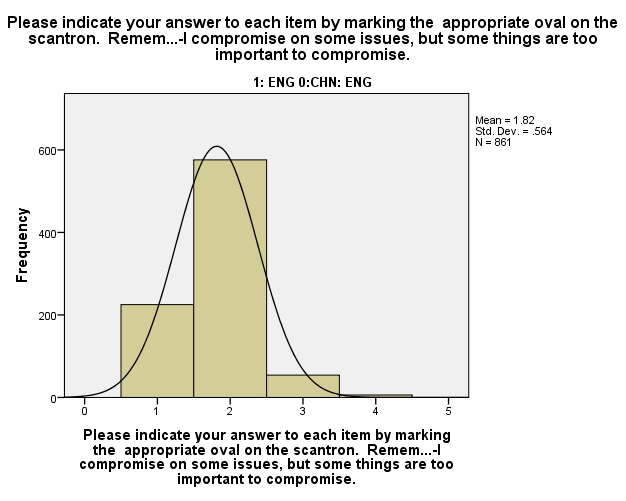 Please indicate your answer to each item by marking the  appropriate oval on the
scantron.  Remem...-I compromise on some issues, but some things are too
important to compromise.
1: ENG 0:CHN: ENG
Mean = 1.82
Std. Dev. = .564
N = 861
Frequency
600
400
200
0
0 1 2 3 4 5
Please indicate your answer to each item by marking
the  appropriate oval on the scantron.  Remem...-I
compromise on some issues, but some things are too
important to compromise.